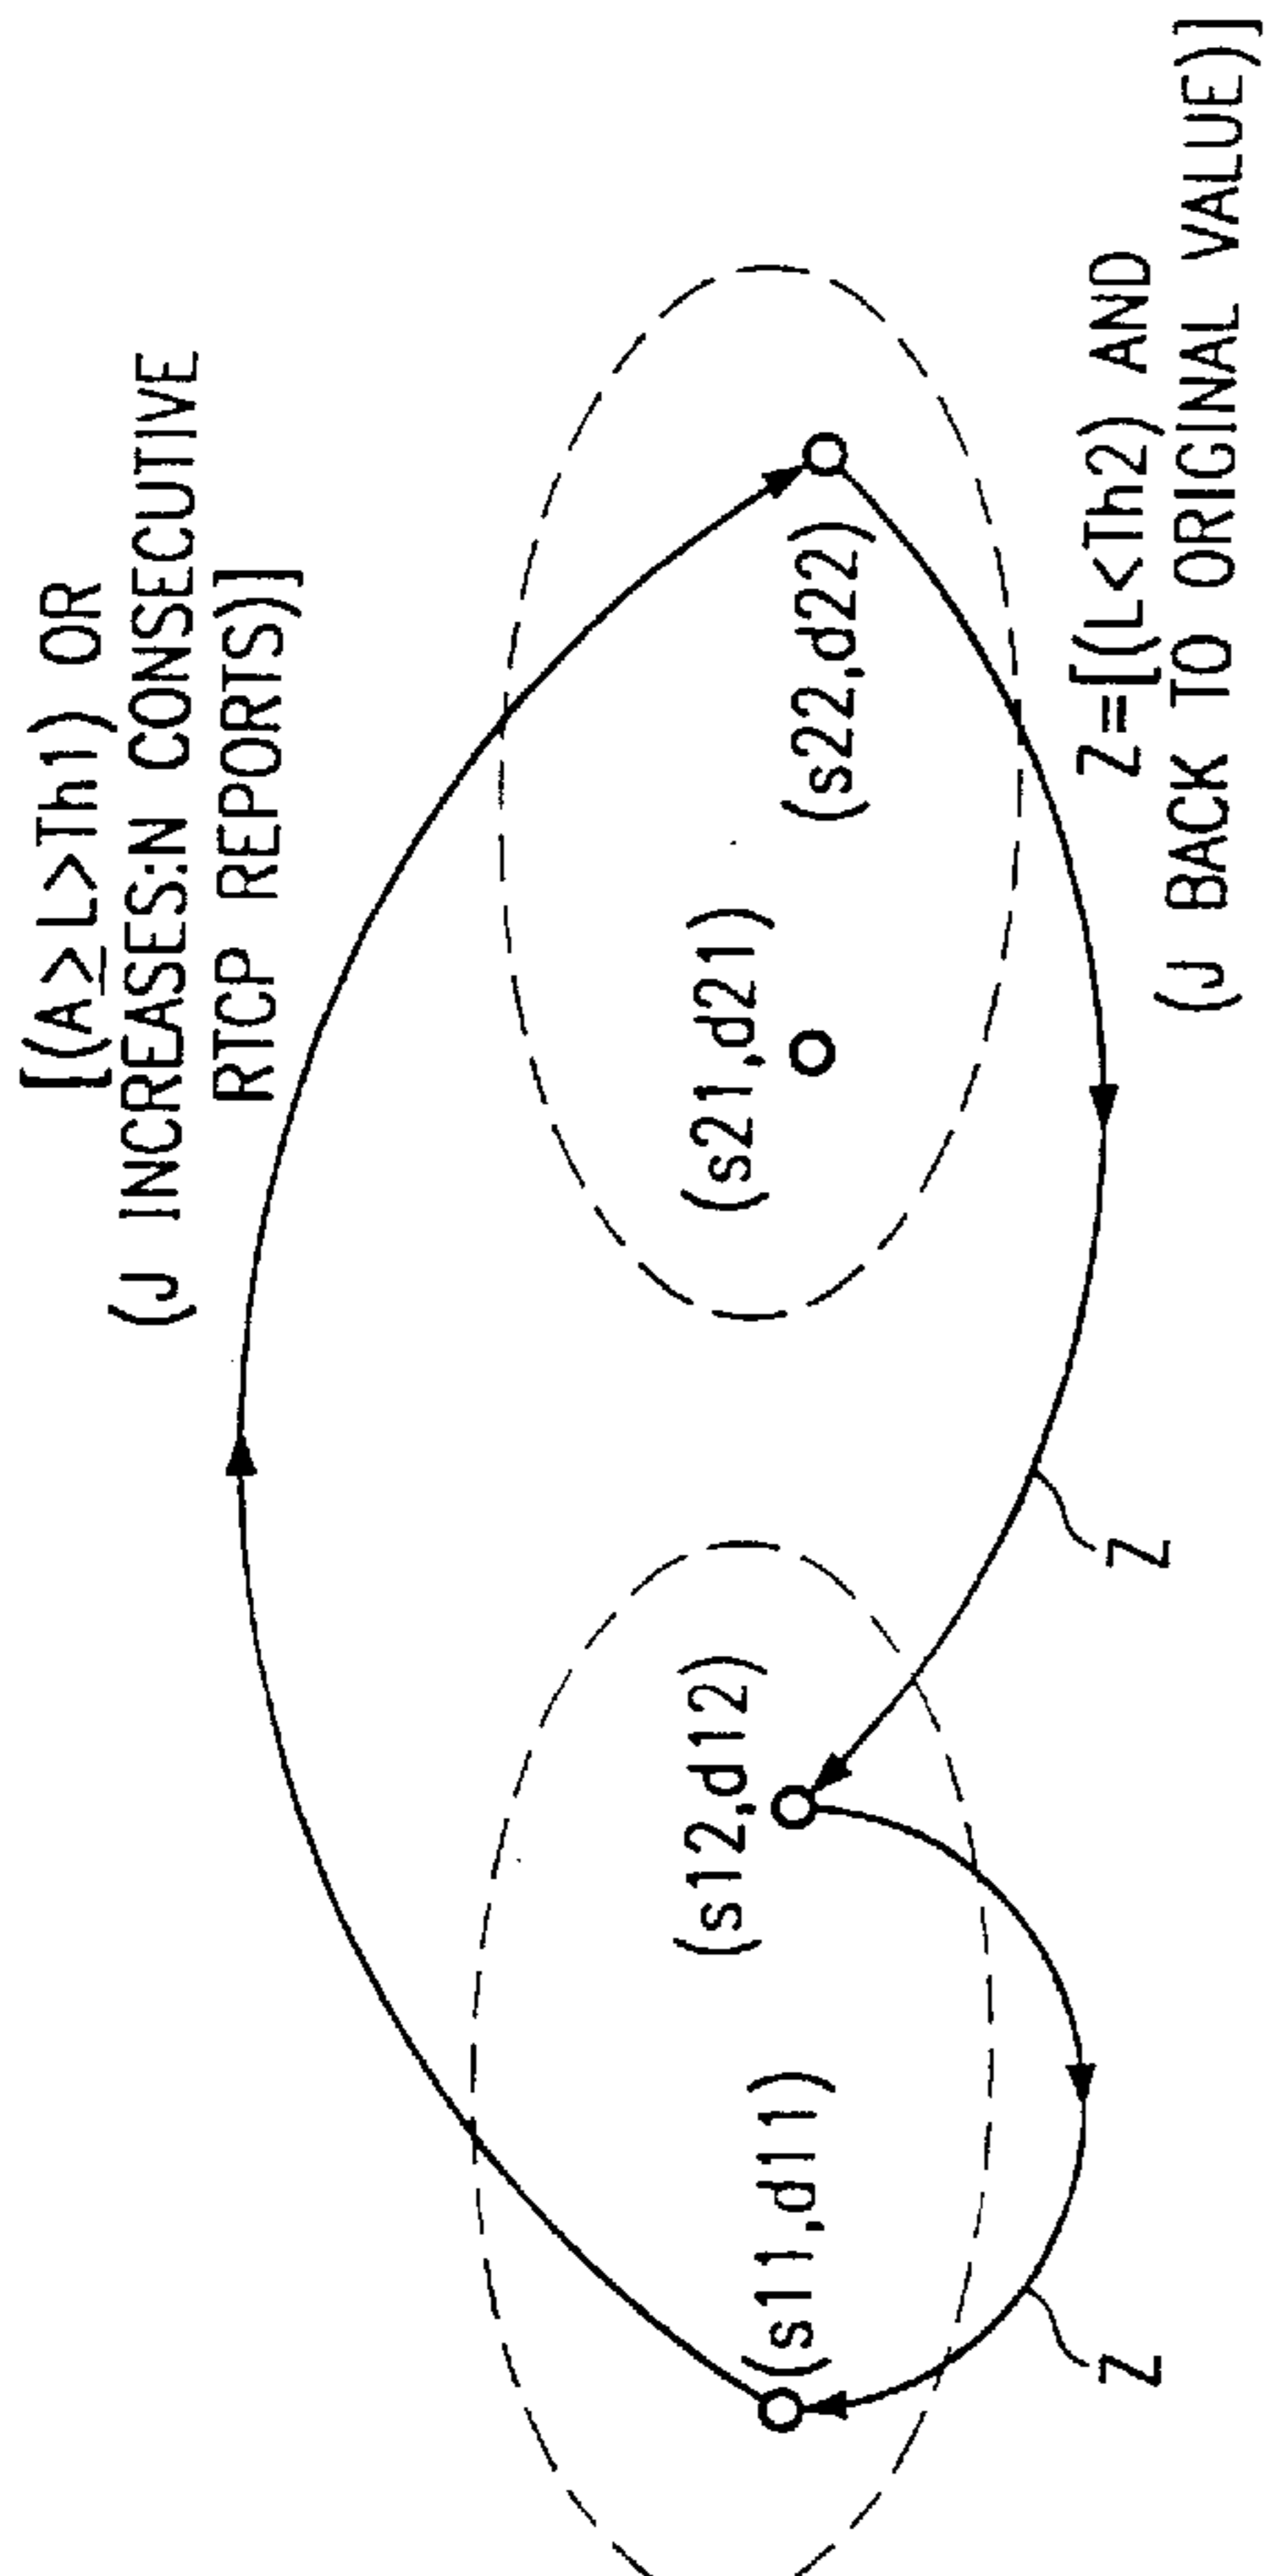 [(A≥L>Th1) OR
(J INCREASES:N CONSECUTIVE
RTCP REPORTS)]
(s11,d11)
(s12,d12)
(s21,d21)
(s22,d22)
Z
Z
Z=[(L<Th2) AND
(J BACK TO ORIGINAL VALUE)]